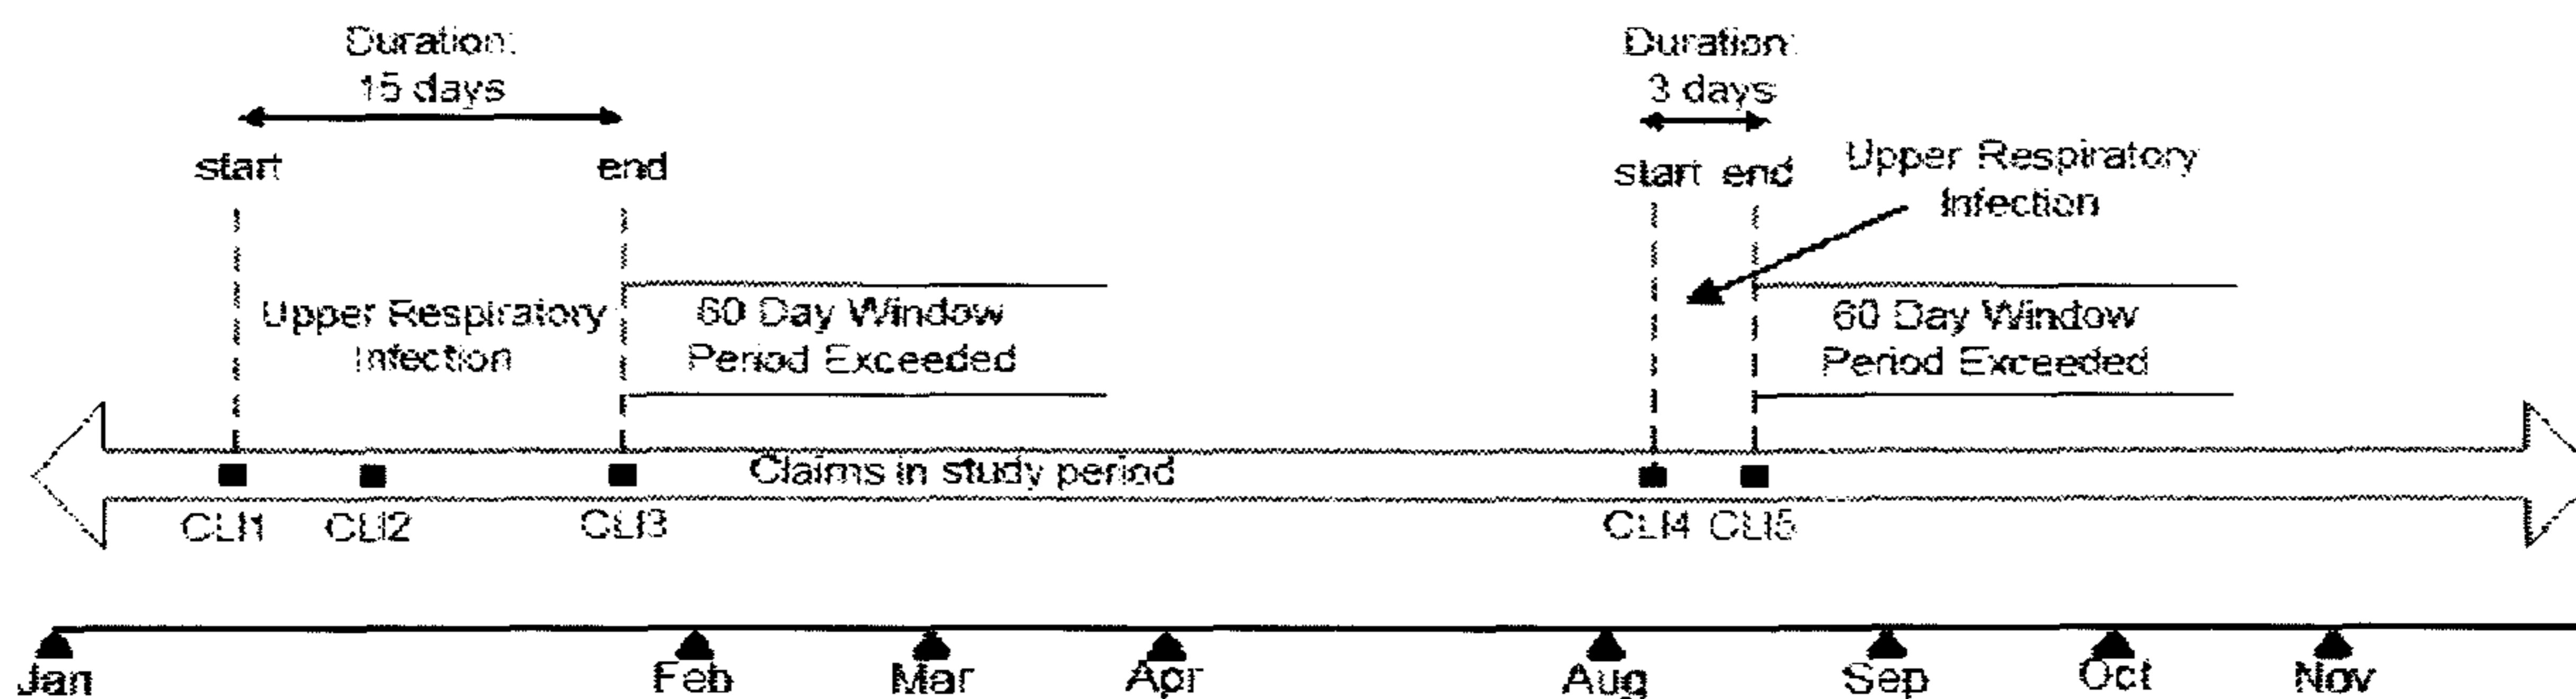 Duration:
15 days
start
end
Upper Respiratory
Infection
60 Day Window
Period Exceeded
Duration:
3 days
start end
Upper Respiratory
Infection
60 Day Window
Period Exceeded
Claims in study period
CLI1 CLI2 CLI3 CLI4 CLI5
Jan Feb Mar Apr Aug Sep Oct Nov